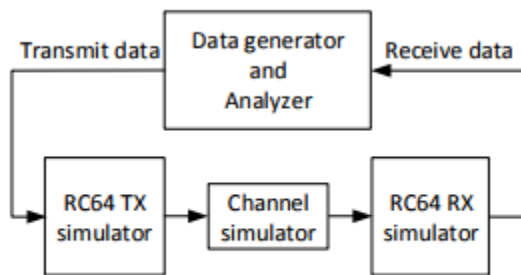 Transmit data
Data generator
and
Analyzer
Receive data
RC64 TX
simulator
Channel
simulator
RC64 RX
simulator